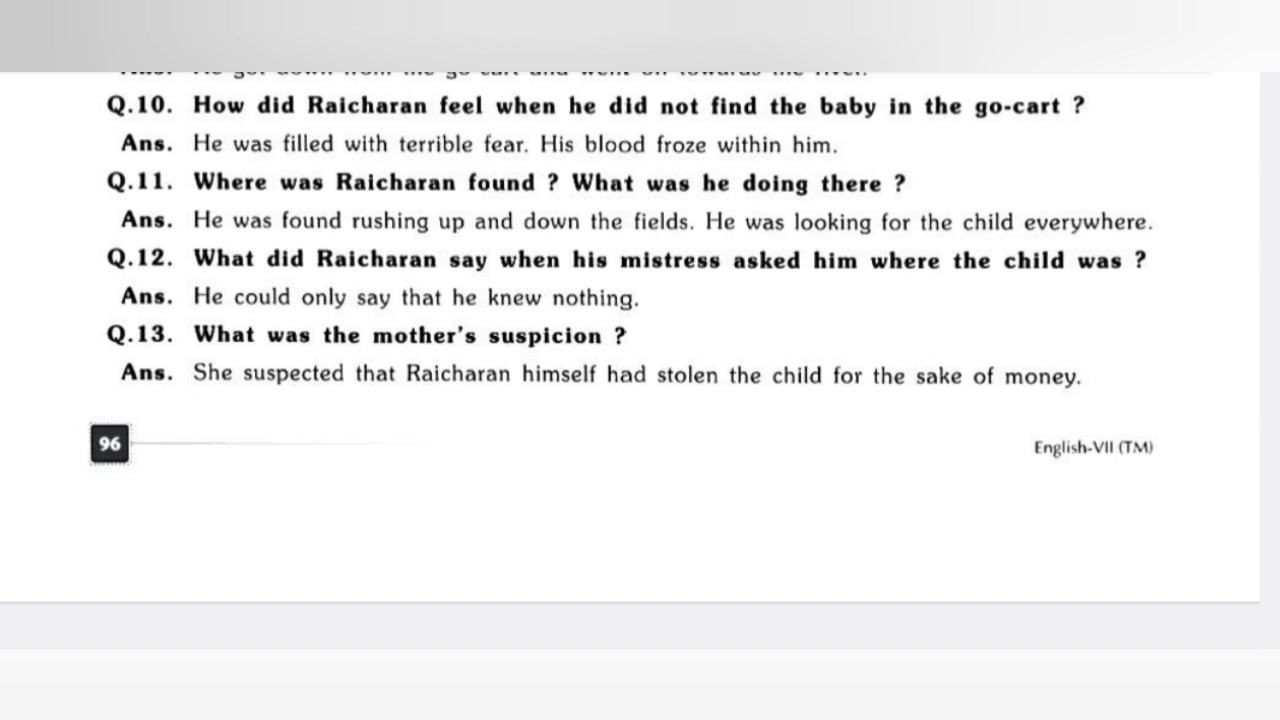 Q.10. How did Raicharan feel when he did not find the baby in the go-cart ?
Ans. He was filled with terrible fear. His blood froze within him.
Q.11. Where was Raicharan found ? What was he doing there ?
Ans. He was found rushing up and down the fields. He was looking for the child everywhere.
Q.12. What did Raicharan say when his mistress asked him where the child was ?
Ans. He could only say that he knew nothing.
Q.13. What was the mother's suspicion ?
Ans. She suspected that Raicharan himself had stolen the child for the sake of money.
96
English-VII (TM)